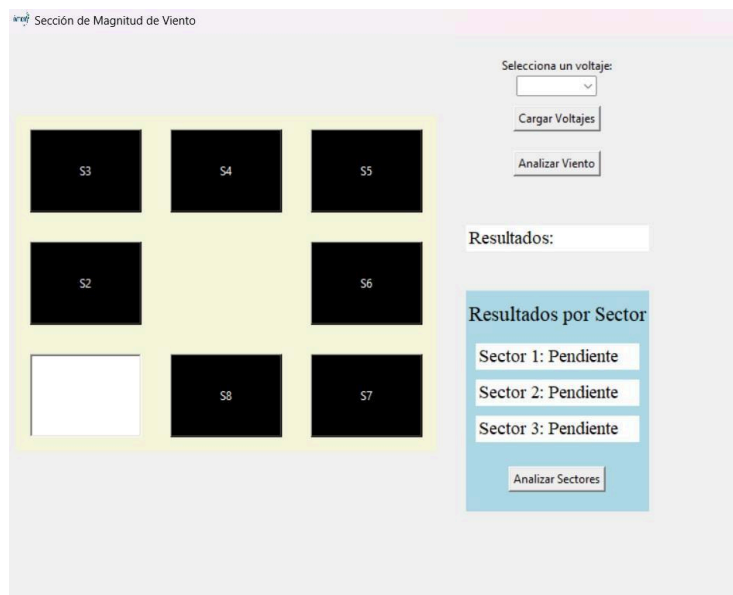 Sección de Magnitud de Viento
Selecciona un voltaje:
Cargar Voltajes
Analizar Viento
S3 S4 S5
S2 S6
S8 S7
Resultados:
Resultados por Sector
Sector 1: Pendiente
Sector 2: Pendiente
Sector 3: Pendiente
Analizar Sectores